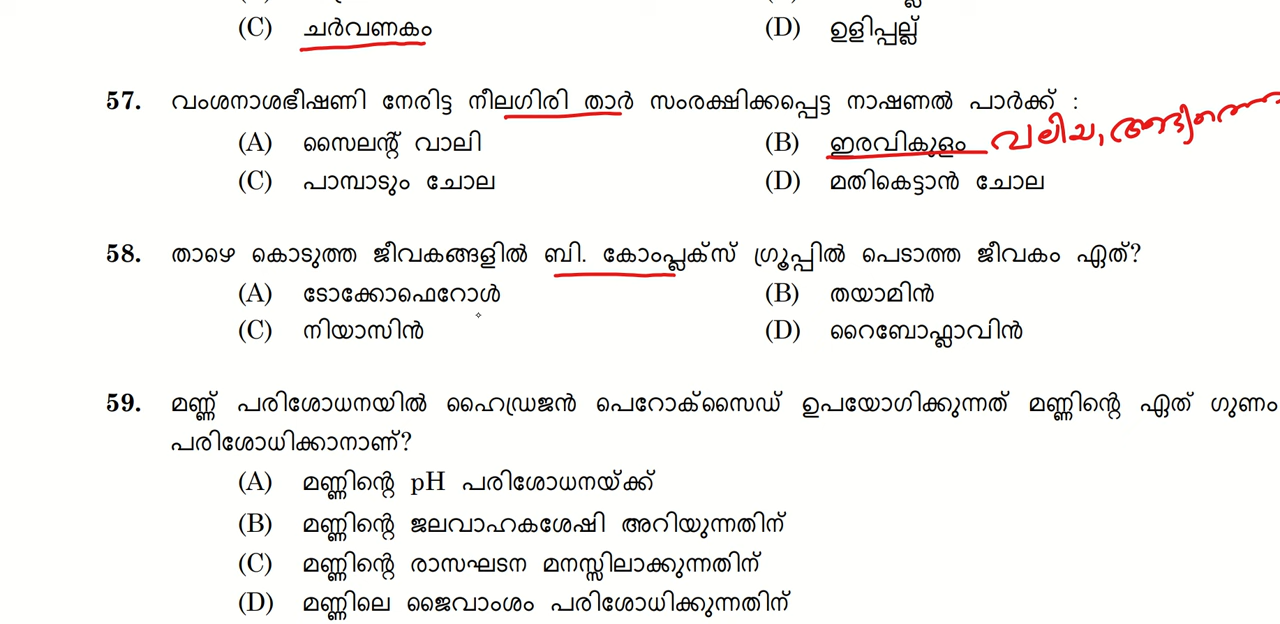 (C) ചർവണകം (D) ഉളിപ്പല്ല്
57. വംശനാശഭീഷണി നേരിട്ട നീലഗിരി താർ സംരക്ഷിക്കപ്പെട്ട നാഷണൽ പാർക്ക് :
(A) സൈലന്റ് വാലി (B) ഇരവികുളം വലിച,
(C) പാമ്പാടും ചോല (D) മതികെട്ടാൻ ചോല
58. താഴെ കൊടുത്ത ജീവകങ്ങളിൽ ബി. കോംപ്ലക്സ് ഗ്രൂപ്പിൽ പെടാത്ത ജീവകം ഏത്?
(A) ടോക്കോഫെറോൾ (B) തയാമിൻ
(C) നിയാസിൻ (D) റൈബോഫ്ലാവിൻ
59. മണ്ണ് പരിശോധനയിൽ ഹൈഡ്രജൻ പെറോക്സൈഡ് ഉപയോഗിക്കുന്നത് മണ്ണിന്റെ ഏത് ഗുണം
പരിശോധിക്കാനാണ്?
(A) മണ്ണിന്റെ pH പരിശോധനയ്ക്ക്
(B) മണ്ണിന്റെ ജലവാഹകശേഷി അറിയുന്നതിന്
(C) മണ്ണിന്റെ രാസഘടന മനസ്സിലാക്കുന്നതിന്
(D) മണ്ണിലെ ജൈവാംശം പരിശോധിക്കുന്നതിന്